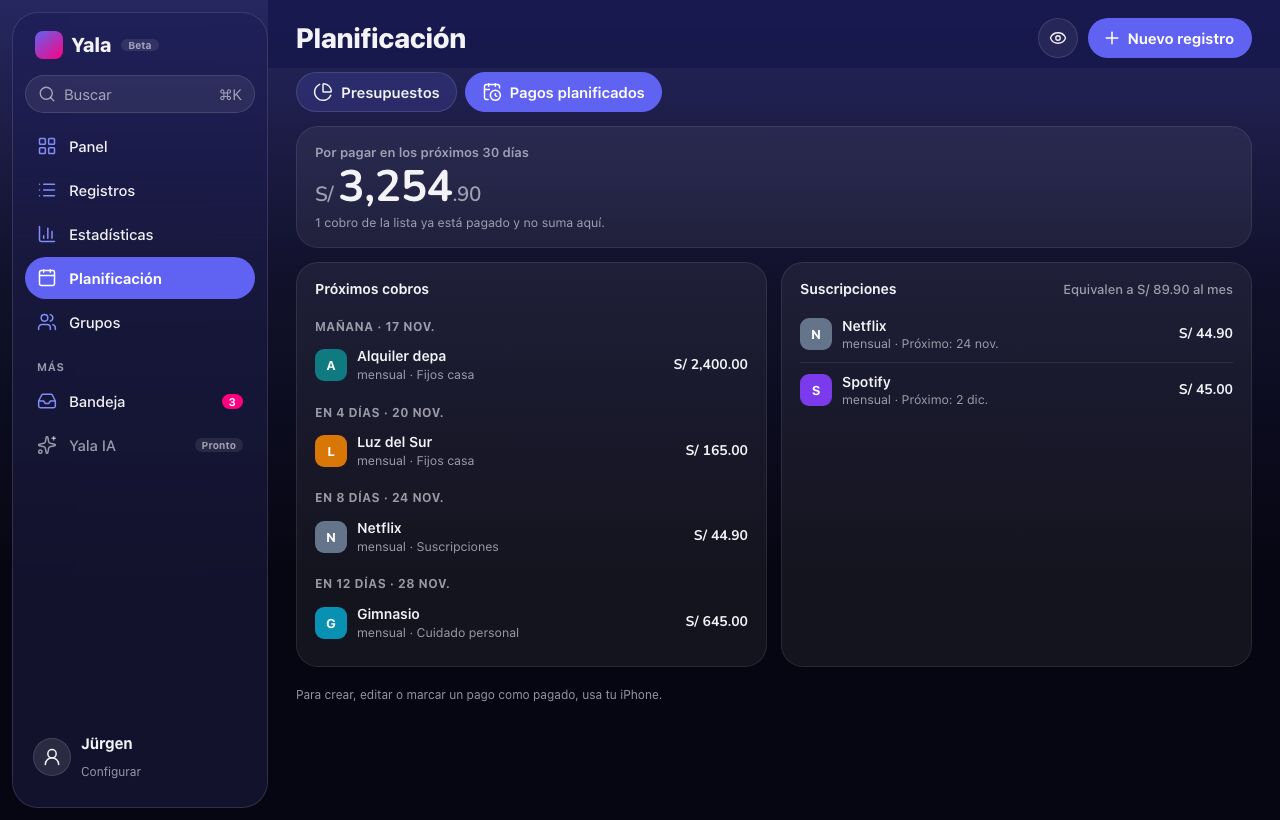 Yala Beta
Buscar ⌘K
Panel
Registros
Estadísticas
Planificación
Grupos
MÁS
Bandeja 3
Yala IA Pronto
Jürgen
Configurar
Planificación
Nuevo registro
Presupuestos
Pagos planificados
Por pagar en los próximos 30 días
S/ 3,254.90
1 cobro de la lista ya está pagado y no suma aquí.
Próximos cobros
MAÑANA · 17 NOV.
A Alquiler depa S/ 2,400.00
mensual · Fijos casa
EN 4 DÍAS · 20 NOV.
L Luz del Sur S/ 165.00
mensual · Fijos casa
EN 8 DÍAS · 24 NOV.
N Netflix S/ 44.90
mensual · Suscripciones
EN 12 DÍAS · 28 NOV.
G Gimnasio S/ 645.00
mensual · Cuidado personal
Suscripciones Equivalen a S/ 89.90 al mes
N Netflix S/ 44.90
mensual · Próximo: 24 nov.
S Spotify S/ 45.00
mensual · Próximo: 2 dic.
Para crear, editar o marcar un pago como pagado, usa tu iPhone.